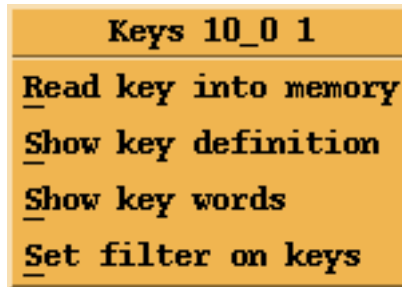 Keys 10_0 1
Read key into memory
Show key definition
Show key words
Set filter on keys